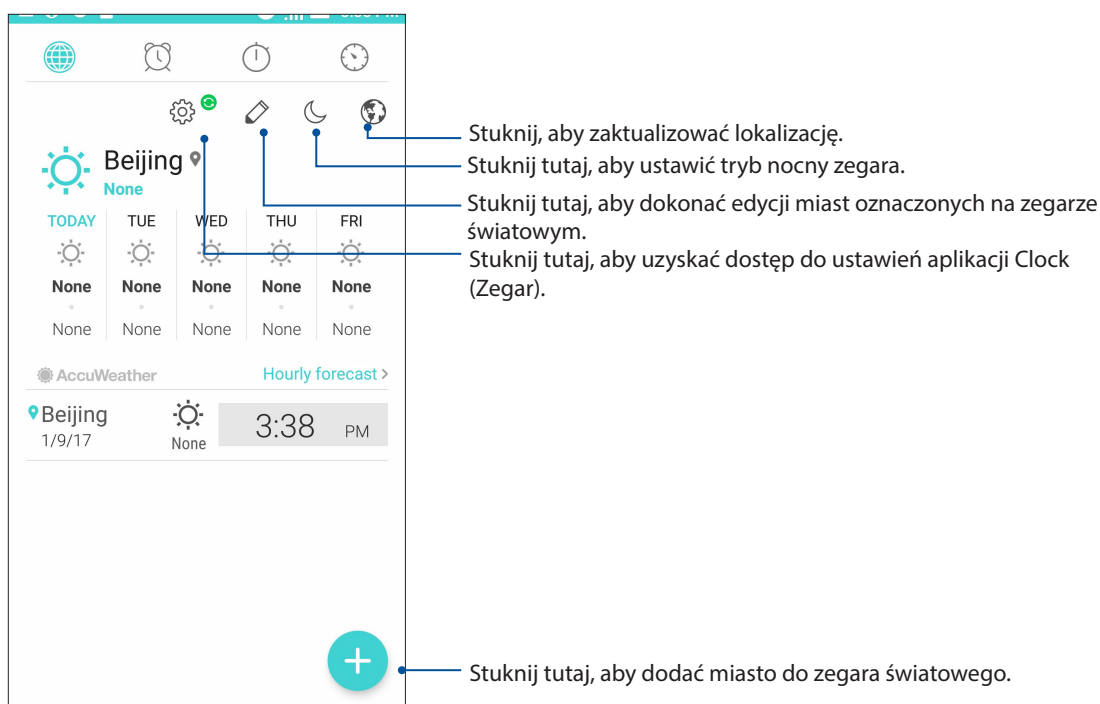 Stuknij, aby zaktualizować lokalizację.
Stuknij tutaj, aby ustawić tryb nocny zegara.
Beijing
None
Stuknij tutaj, aby dokonać edycji miast oznaczonych na zegarze
światowym.
TODAY TUE WED THU FRI
Stuknij tutaj, aby uzyskać dostęp do ustawień aplikacji Clock
(Zegar).
None None None None None
None None None None None
AccuWeather Hourly forecast >
Beijing 3:38 PM
1/9/17 None
Stuknij tutaj, aby dodać miasto do zegara światowego.